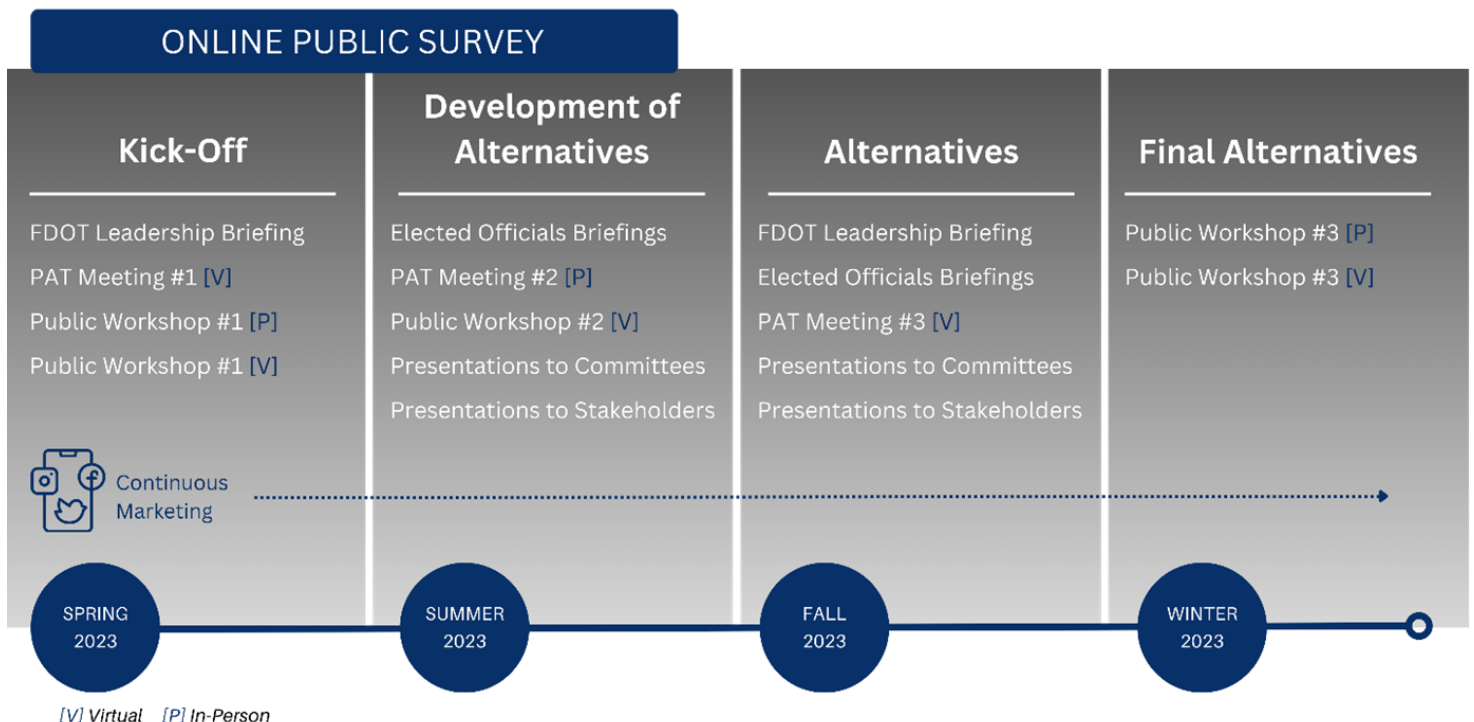 ONLINE PUBLIC SURVEY
Kick-Off
FDOT Leadership Briefing
PAT Meeting #1 [V]
Public Workshop #1 [P]
Public Workshop #1 [V]
Development of
Alternatives
Elected Officials Briefings
PAT Meeting #2 [P]
Public Workshop #2 [V]
Presentations to Committees
Presentations to Stakeholders
Alternatives
FDOT Leadership Briefing
Elected Officials Briefings
PAT Meeting #3 [V]
Presentations to Committees
Presentations to Stakeholders
Final Alternatives
Public Workshop #3 [P]
Public Workshop #3 [V]
Continuous
Marketing
SPRING
2023
SUMMER
2023
FALL
2023
WINTER
2023
[V] Virtual [P] In-Person